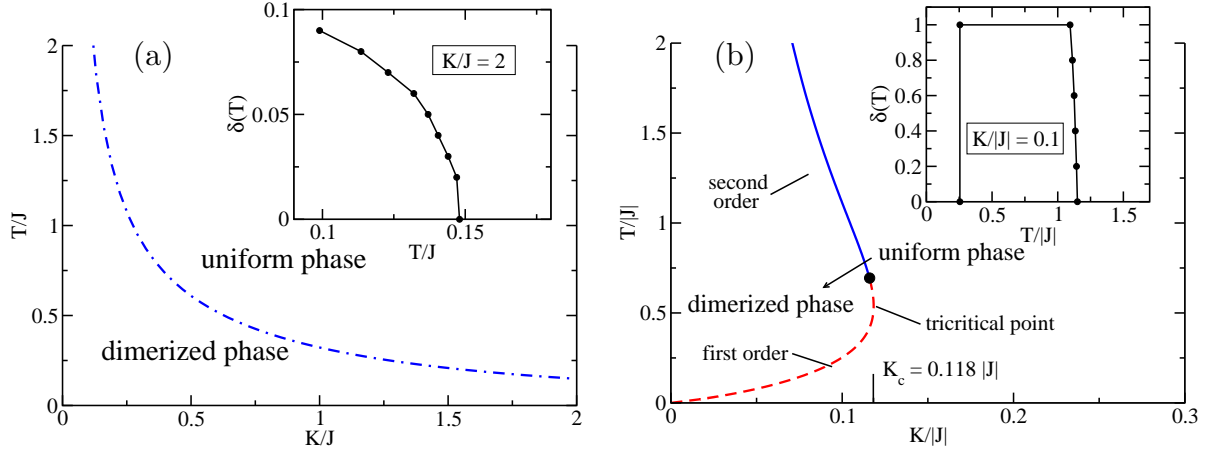 (a)
T/J
2
1.5
1
0.5
0
0
0.5
1
1.5
2
K/J
uniform phase
dimerized phase
δ(T)
0.1
0.05
0
K/J = 2
0.1
0.15
T/J
(b)
T/|J|
2
1.5
1
0.5
0
0
0.1
0.2
0.3
K/|J|
second
order
uniform phase
dimerized phase
tricritical point
first order
K_c = 0.118 |J|
δ(T)
1
0.8
0.6
0.4
0.2
0
K/|J| = 0.1
0
0.5
1
1.5
T/|J|